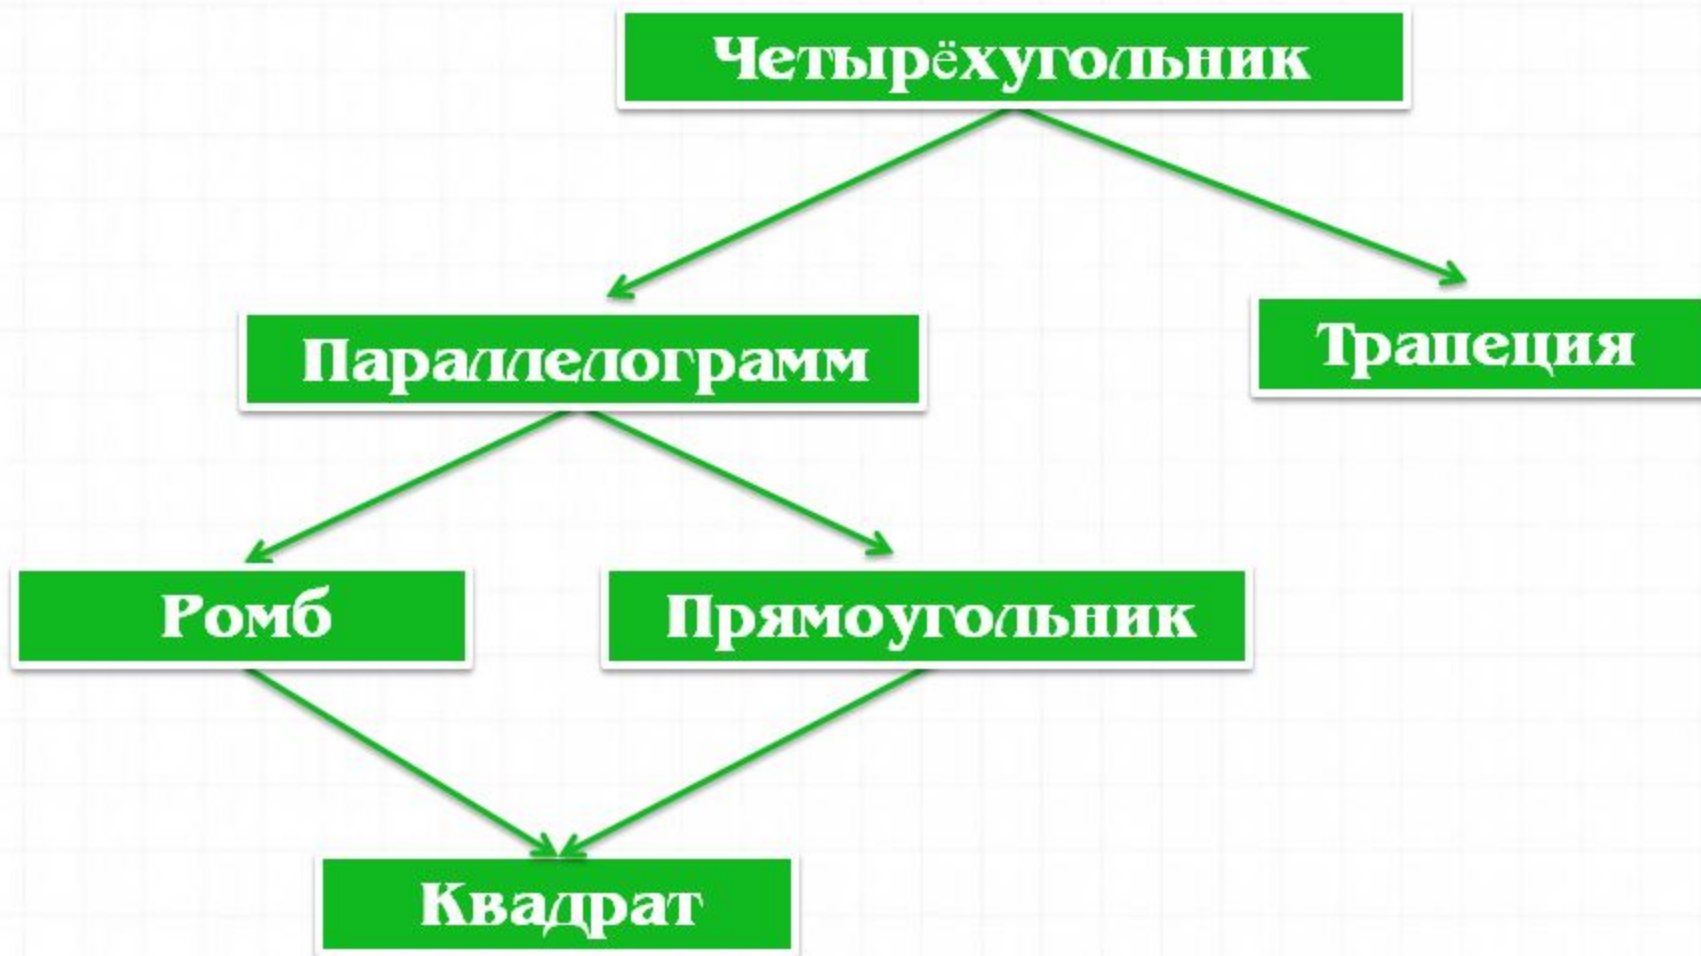 Четырёхугольник
Параллелограмм
Трапеция
Ромб
Прямоугольник
Квадрат